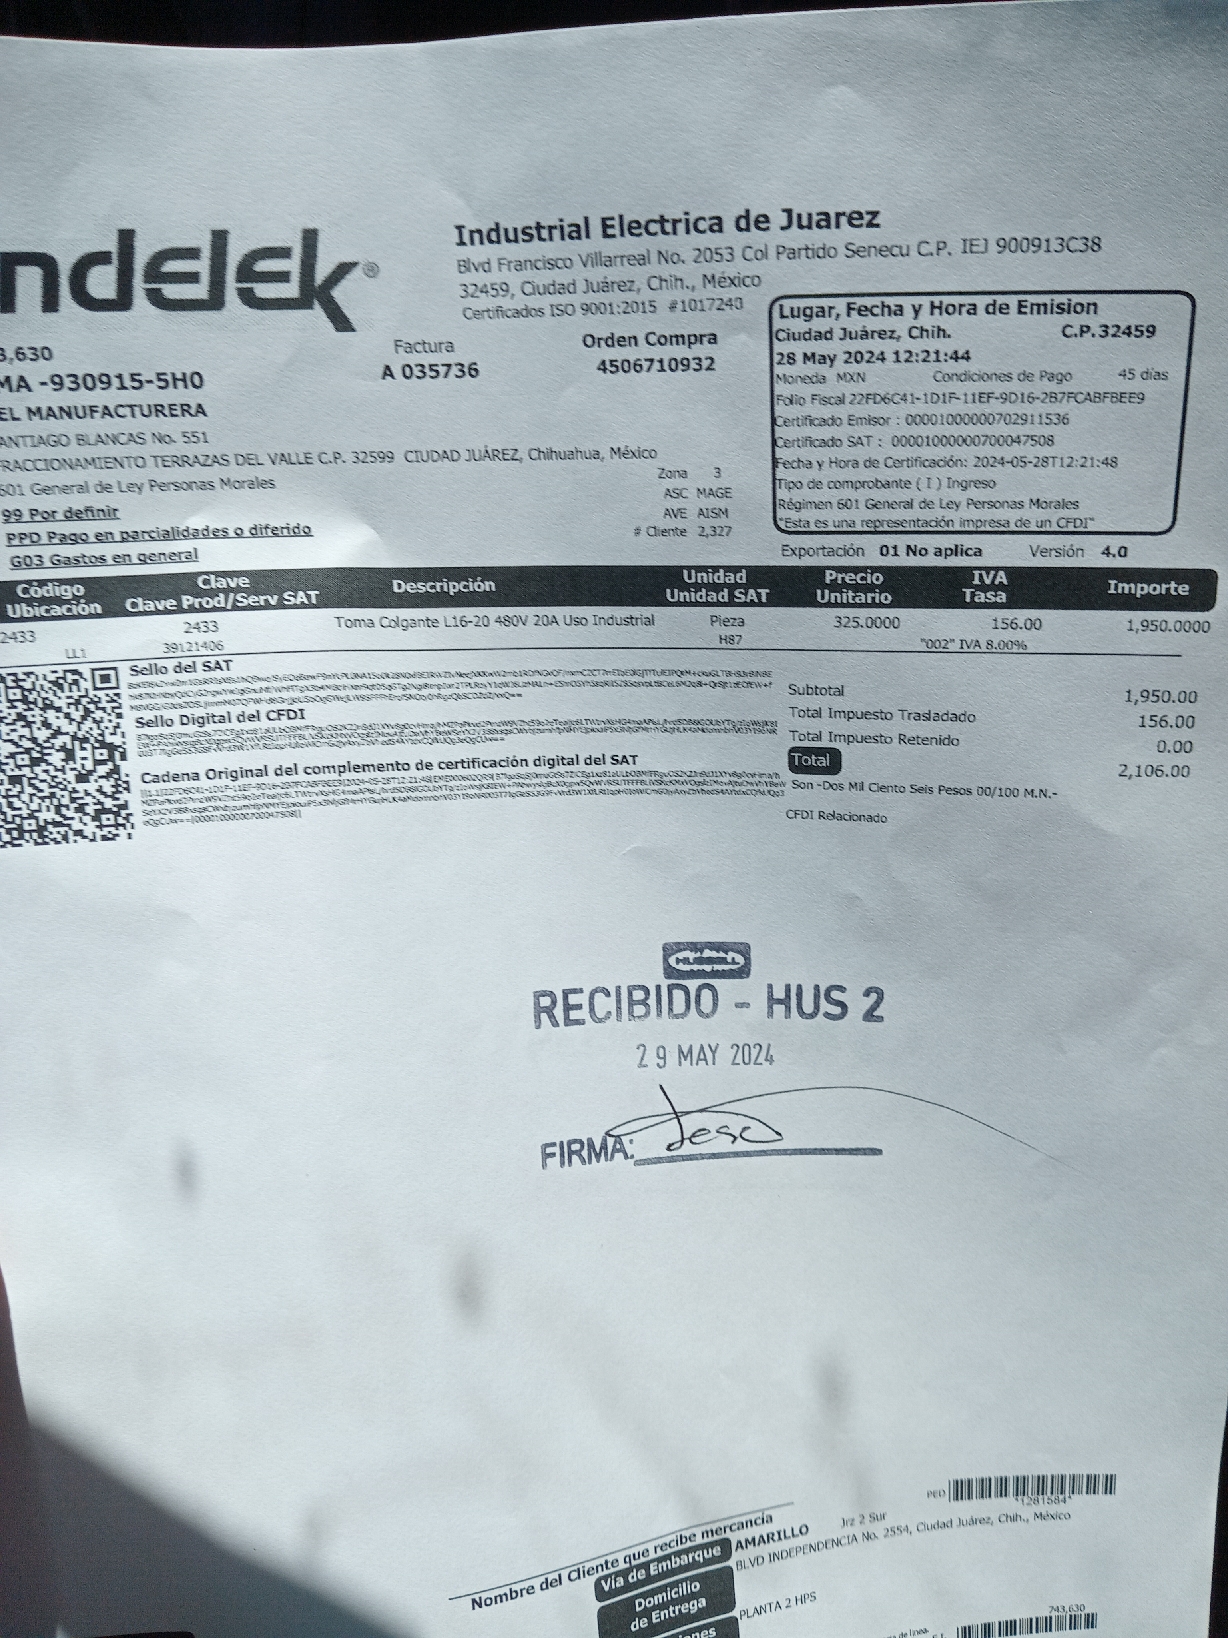 ndelek®
Industrial Electrica de Juarez
Blvd Francisco Villarreal No. 2053 Col Partido Senecu C.P. IEJ 900913C38
32459, Ciudad Juárez, Chih., México
Certificados ISO 9001:2015 #1017240
3,630
MA -930915-5H0
EL MANUFACTURERA
ANTIAGO BLANCAS No. 551
FRACCIONAMIENTO TERRAZAS DEL VALLE C.P. 32599 CIUDAD JUÁREZ, Chihuahua, México
601 General de Ley Personas Morales
99 Por definir
PPD Pago en parcialidades o diferido
G03 Gastos en general
Factura
A 035736
Orden Compra
4506710932
Zona 3
ASC MAGE
AVE AISM
# Cliente 2,327
Lugar, Fecha y Hora de Emision
Ciudad Juárez, Chih. C.P. 32459
28 May 2024 12:21:44
Moneda MXN Condiciones de Pago 45 días
Folio Fiscal 22FD6C41-1D1F-11EF-9D16-2B7FCABFBEE9
Certificado Emisor : 00001000000702911536
Certificado SAT : 00001000000700047508
Fecha y Hora de Certificación: 2024-05-28T12:21:48
Tipo de comprobante ( I ) Ingreso
Régimen 601 General de Ley Personas Morales
"Esta es una representación impresa de un CFDI"
Exportación 01 No aplica Versión 4.0
Código Ubicación
Clave Clave Prod/Serv SAT
Descripción
Unidad Unidad SAT
Precio Unitario
IVA Tasa
Importe
2433 2433 Toma Colgante L16-20 480V 20A Uso Industrial Pieza 325.0000 156.00 1,950.0000
LL1 39121406 H87 "002" IVA 8.00%
Sello del SAT
Sello Digital del CFDI
Cadena Original del complemento de certificación digital del SAT
Subtotal 1,950.00
Total Impuesto Trasladado 156.00
Total Impuesto Retenido 0.00
Total 2,106.00
Son -Dos Mil Ciento Seis Pesos 00/100 M.N.-
CFDI Relacionado
HUBBELL
RECIBIDO - HUS 2
29 MAY 2024
FIRMA:
PED *1281584*
Nombre del Cliente que recibe mercancía
Vía de Embarque AMARILLO Jrz 2 Sur
Domicilio de Entrega BLVD INDEPENDENCIA No. 2554, Ciudad Juárez, Chih., México
PLANTA 2 HPS
743,630